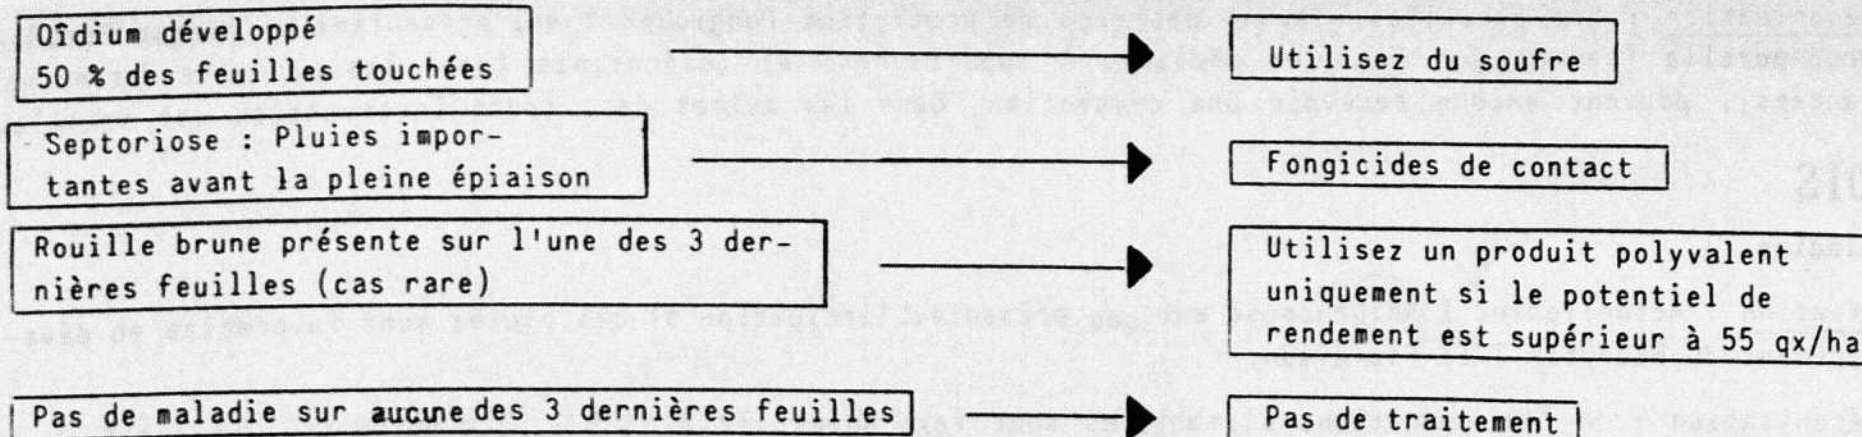 Oîdium développé
50 % des feuilles touchées
Utilisez du soufre
Septoriose : Pluies impor-
tantes avant la pleine épiaison
Fongicides de contact
Rouille brune présente sur l'une des 3 der-
nières feuilles (cas rare)
Utilisez un produit polyvalent
uniquement si le potentiel de
rendement est supérieur à 55 qx/ha
Pas de maladie sur aucune des 3 dernières feuilles
Pas de traitement